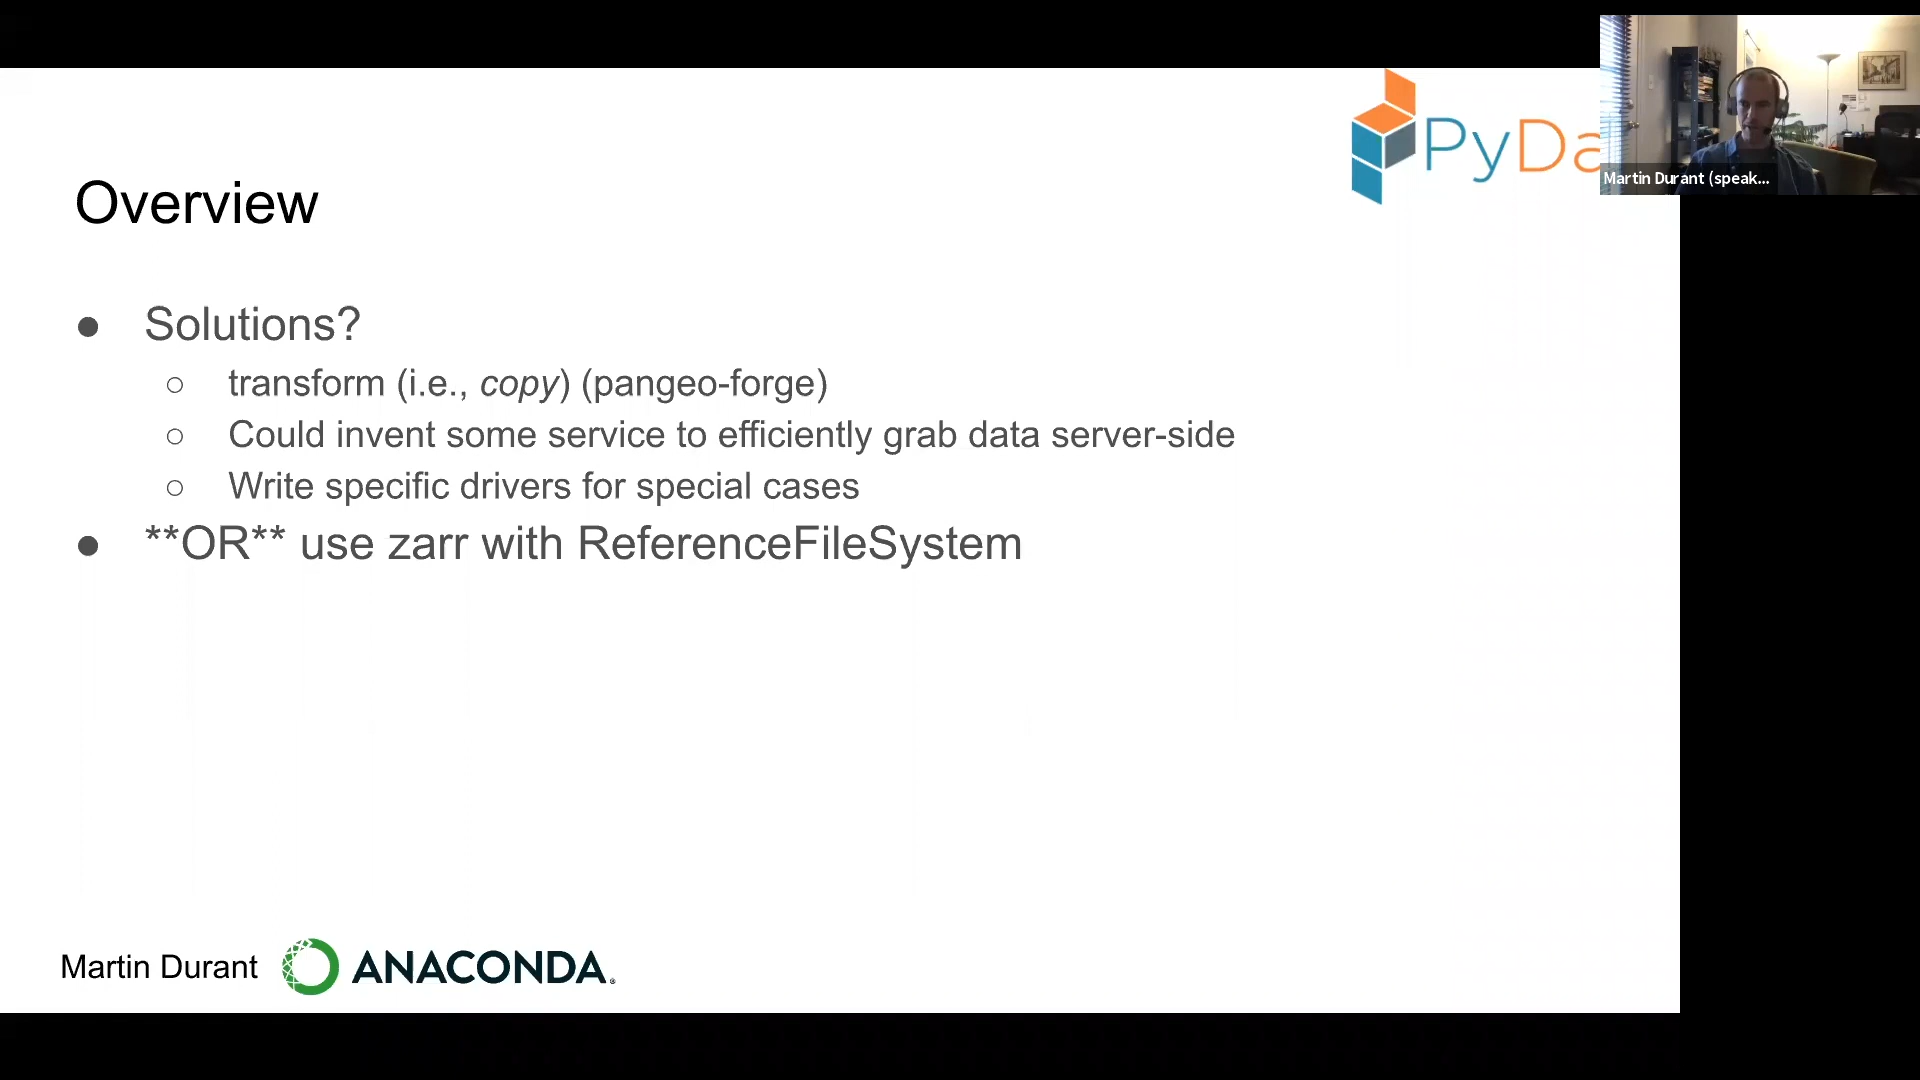 PyDa
Martin Durant (speak...
Overview
● Solutions?
○ transform (i.e., copy) (pangeo-forge)
○ Could invent some service to efficiently grab data server-side
○ Write specific drivers for special cases
● **OR** use zarr with ReferenceFileSystem
Martin Durant ANACONDA®